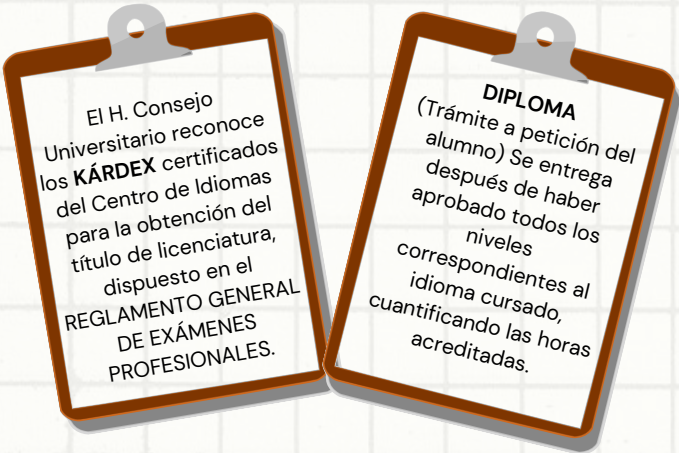 El H. Consejo
Universitario reconoce
los KÁRDEX certificados
del Centro de Idiomas
para la obtención del
título de licenciatura,
dispuesto en el
REGLAMENTO GENERAL
DE EXÁMENES
PROFESIONALES.
DIPLOMA
(Trámite a petición del
alumno) Se entrega
después de haber
aprobado todos los
niveles
correspondientes al
idioma cursado,
cuantificando las horas
acreditadas.